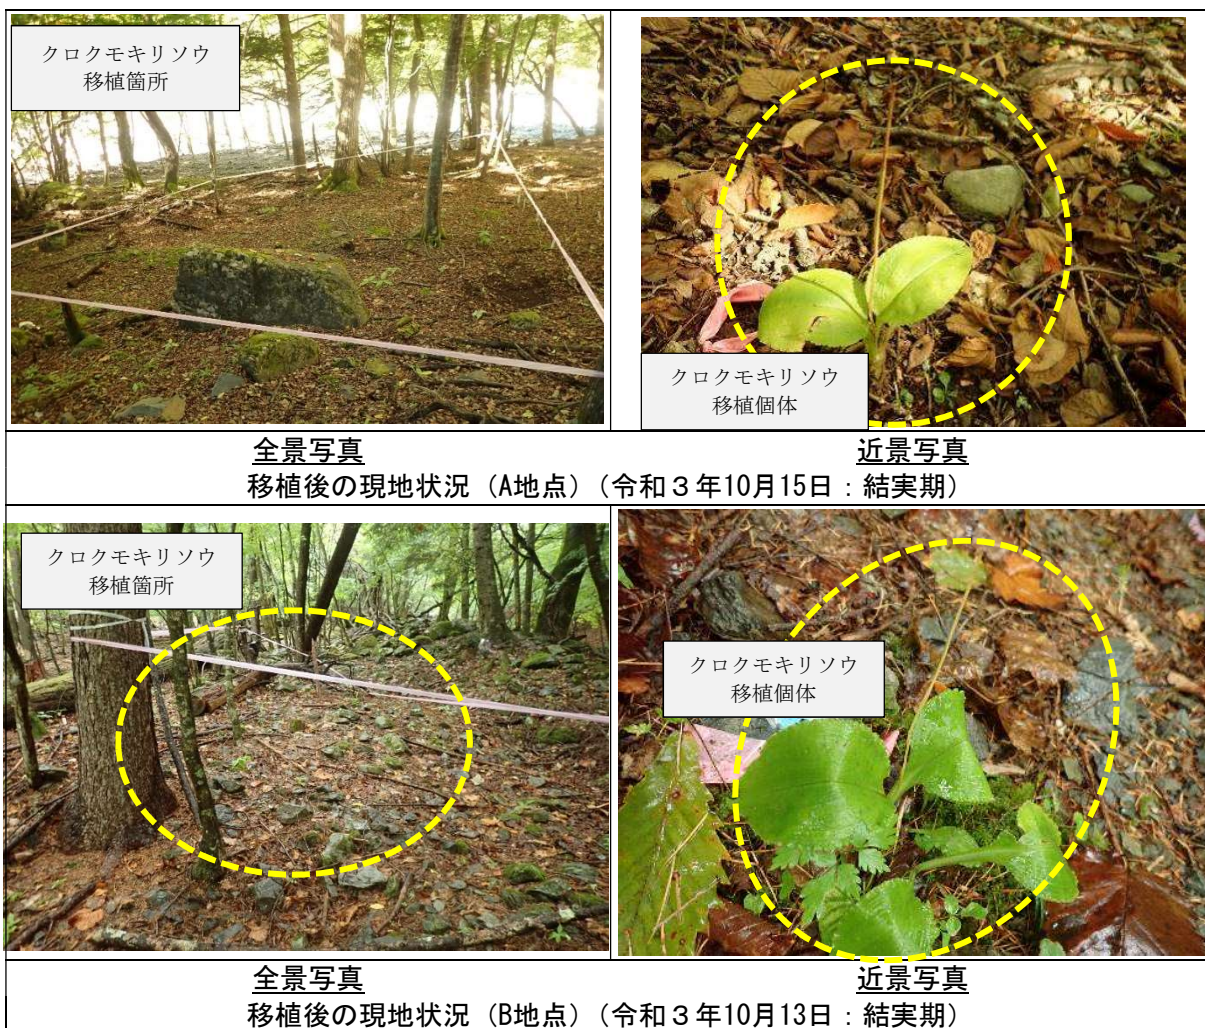 クロクモキリソウ
移植箇所
クロクモキリソウ
移植個体
全景写真
近景写真
移植後の現地状況（A地点）（令和３年10月15日：結実期）
クロクモキリソウ
移植箇所
クロクモキリソウ
移植個体
全景写真
近景写真
移植後の現地状況（B地点）（令和３年10月13日：結実期）